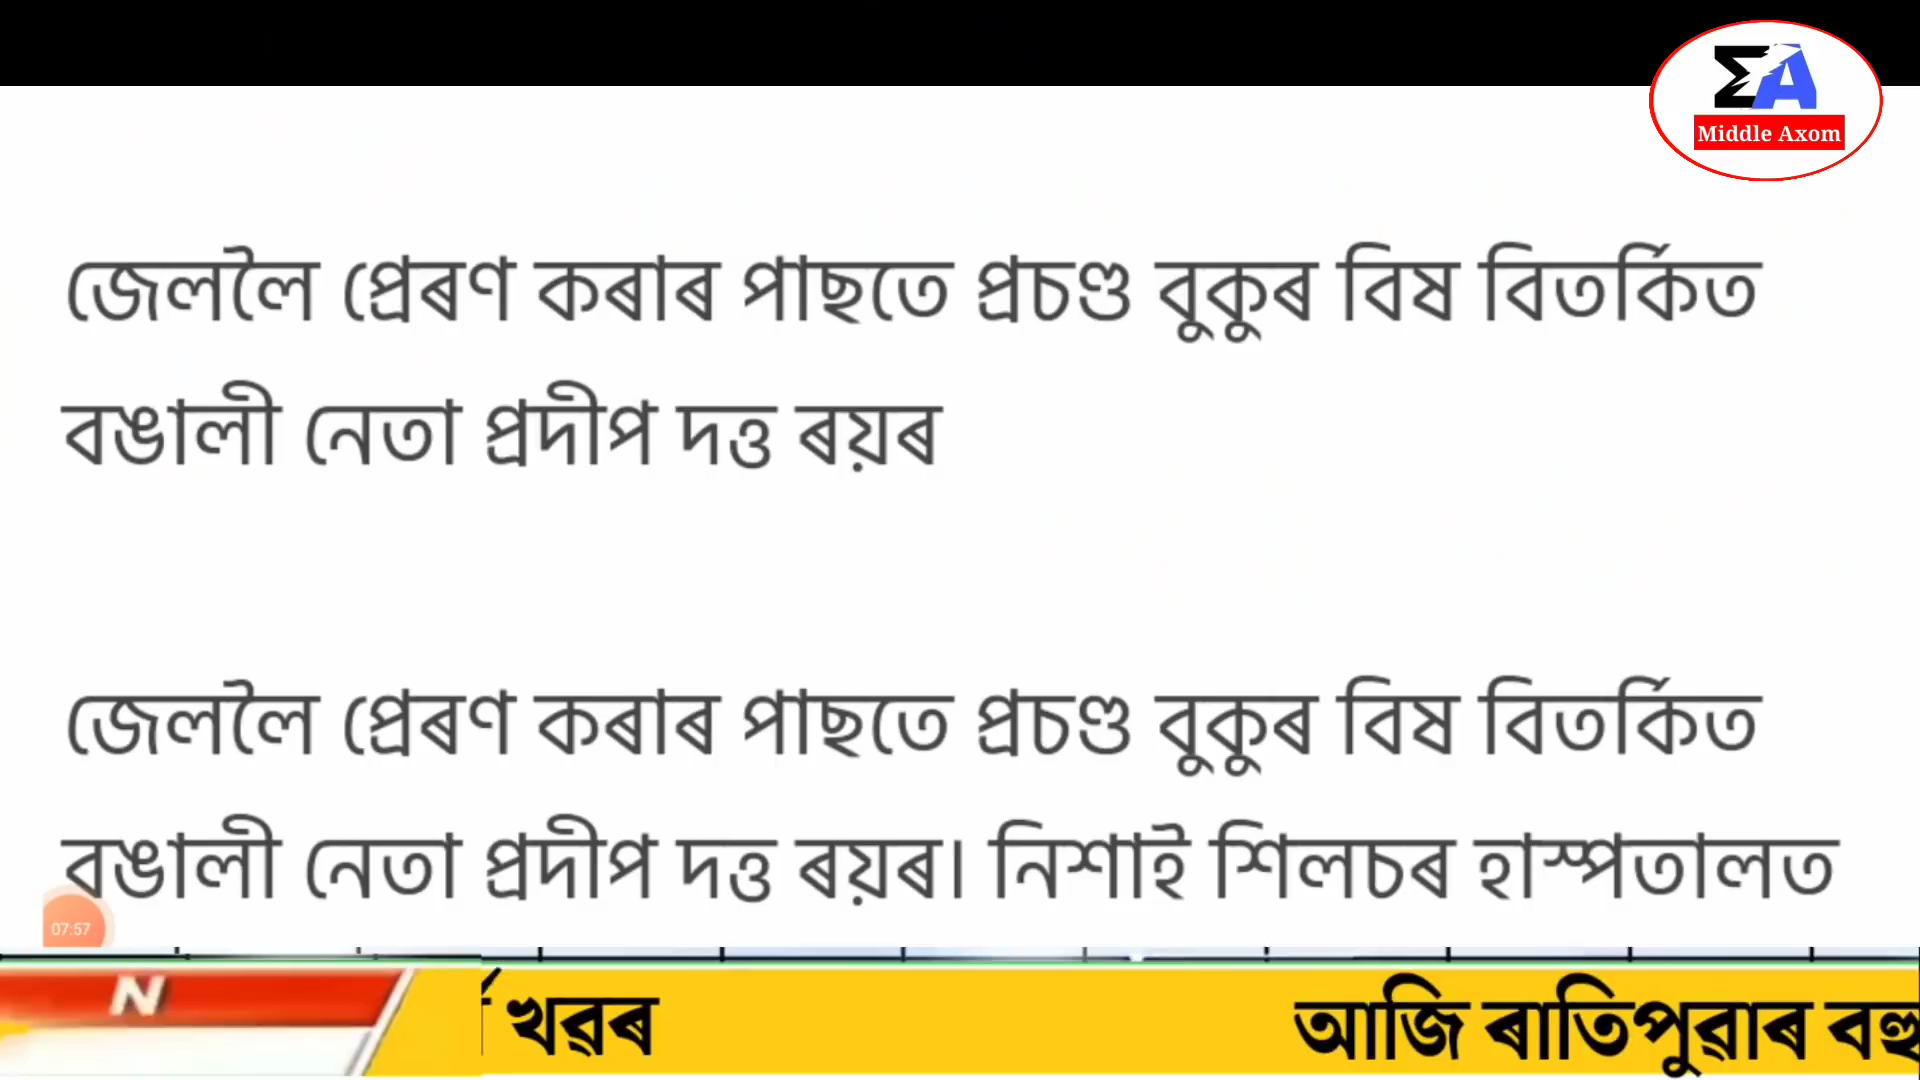 Middle Axom
জেললৈ প্ৰেৰণ কৰাৰ পাছতে প্ৰচণ্ড বুকুৰ বিষ বিতৰ্কিত
বঙালী নেতা প্ৰদীপ দত্ত ৰয়ৰ
জেললৈ প্ৰেৰণ কৰাৰ পাছতে প্ৰচণ্ড বুকুৰ বিষ বিতৰ্কিত
বঙালী নেতা প্ৰদীপ দত্ত ৰয়ৰ। নিশাই শিলচৰ হাস্পতালত
07:57
N খৱৰ আজি ৰাতিপুৱাৰ